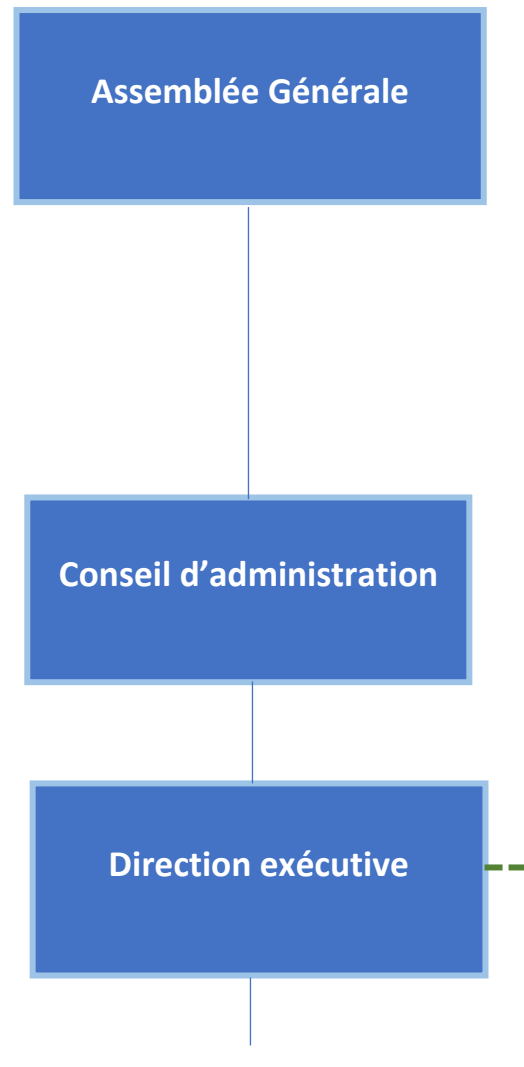 Assemblée Générale
Conseil d’administration
Direction exécutive